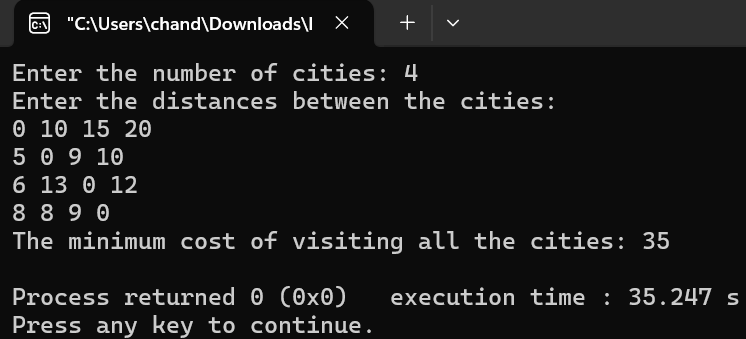 "C:\Users\chand\Downloads\I
Enter the number of cities: 4
Enter the distances between the cities:
0 10 15 20
5 0 9 10
6 13 0 12
8 8 9 0
The minimum cost of visiting all the cities: 35
Process returned 0 (0x0)   execution time : 35.247 s
Press any key to continue.